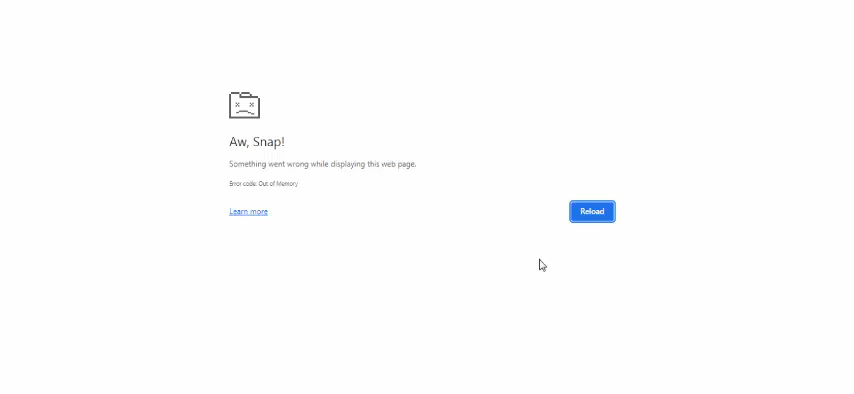 Aw, Snap!
Something went wrong while displaying this web page.
Error code: Out of Memory
Learn more
Reload